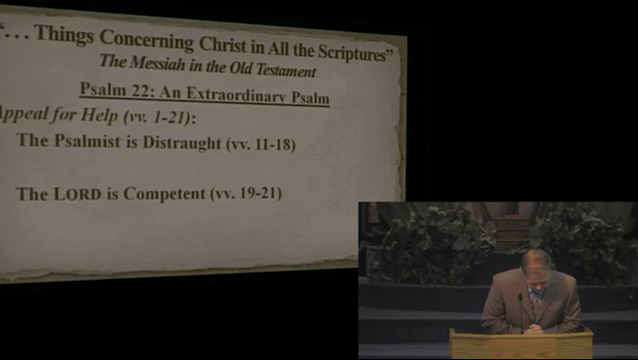 “. . . Things Concerning Christ in All the Scriptures”
The Messiah in the Old Testament
Psalm 22: An Extraordinary Psalm
Appeal for Help (vv. 1-21):
The Psalmist is Distraught (vv. 11-18)
The LORD is Competent (vv. 19-21)